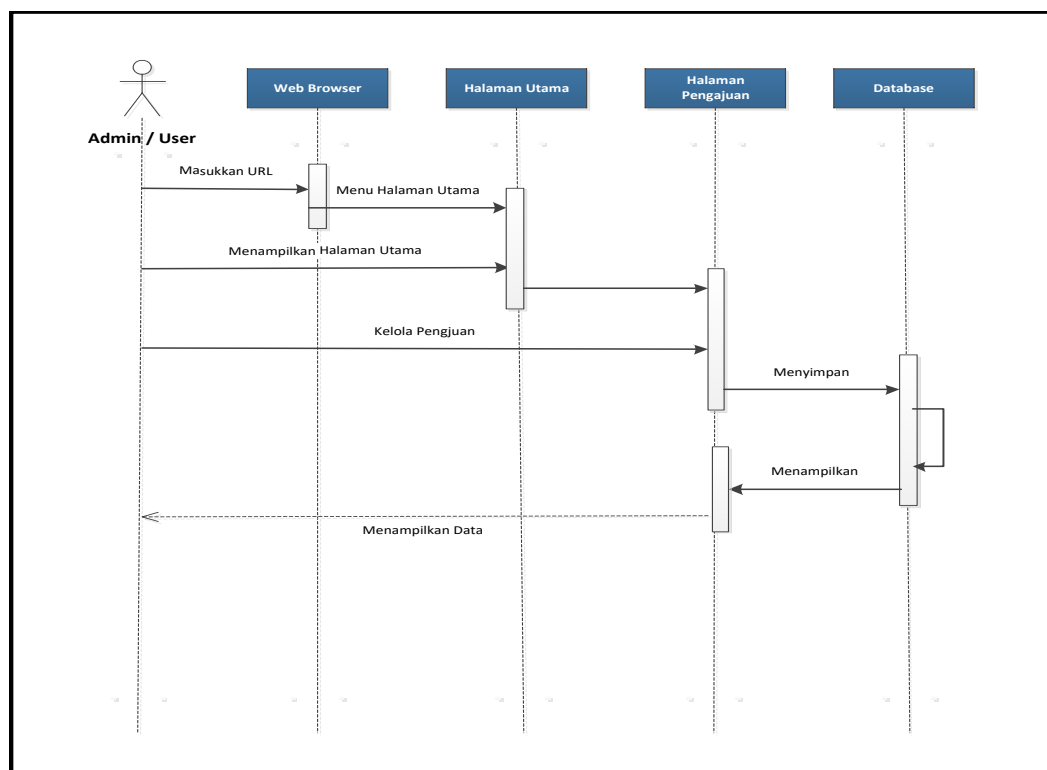 Web Browser
Halaman Utama
Halaman
Pengajuan
Database
Admin / User
Masukkan URL
Menu Halaman Utama
Menampilkan Halaman Utama
Kelola Pengjuan
Menyimpan
Menampilkan
Menampilkan Data